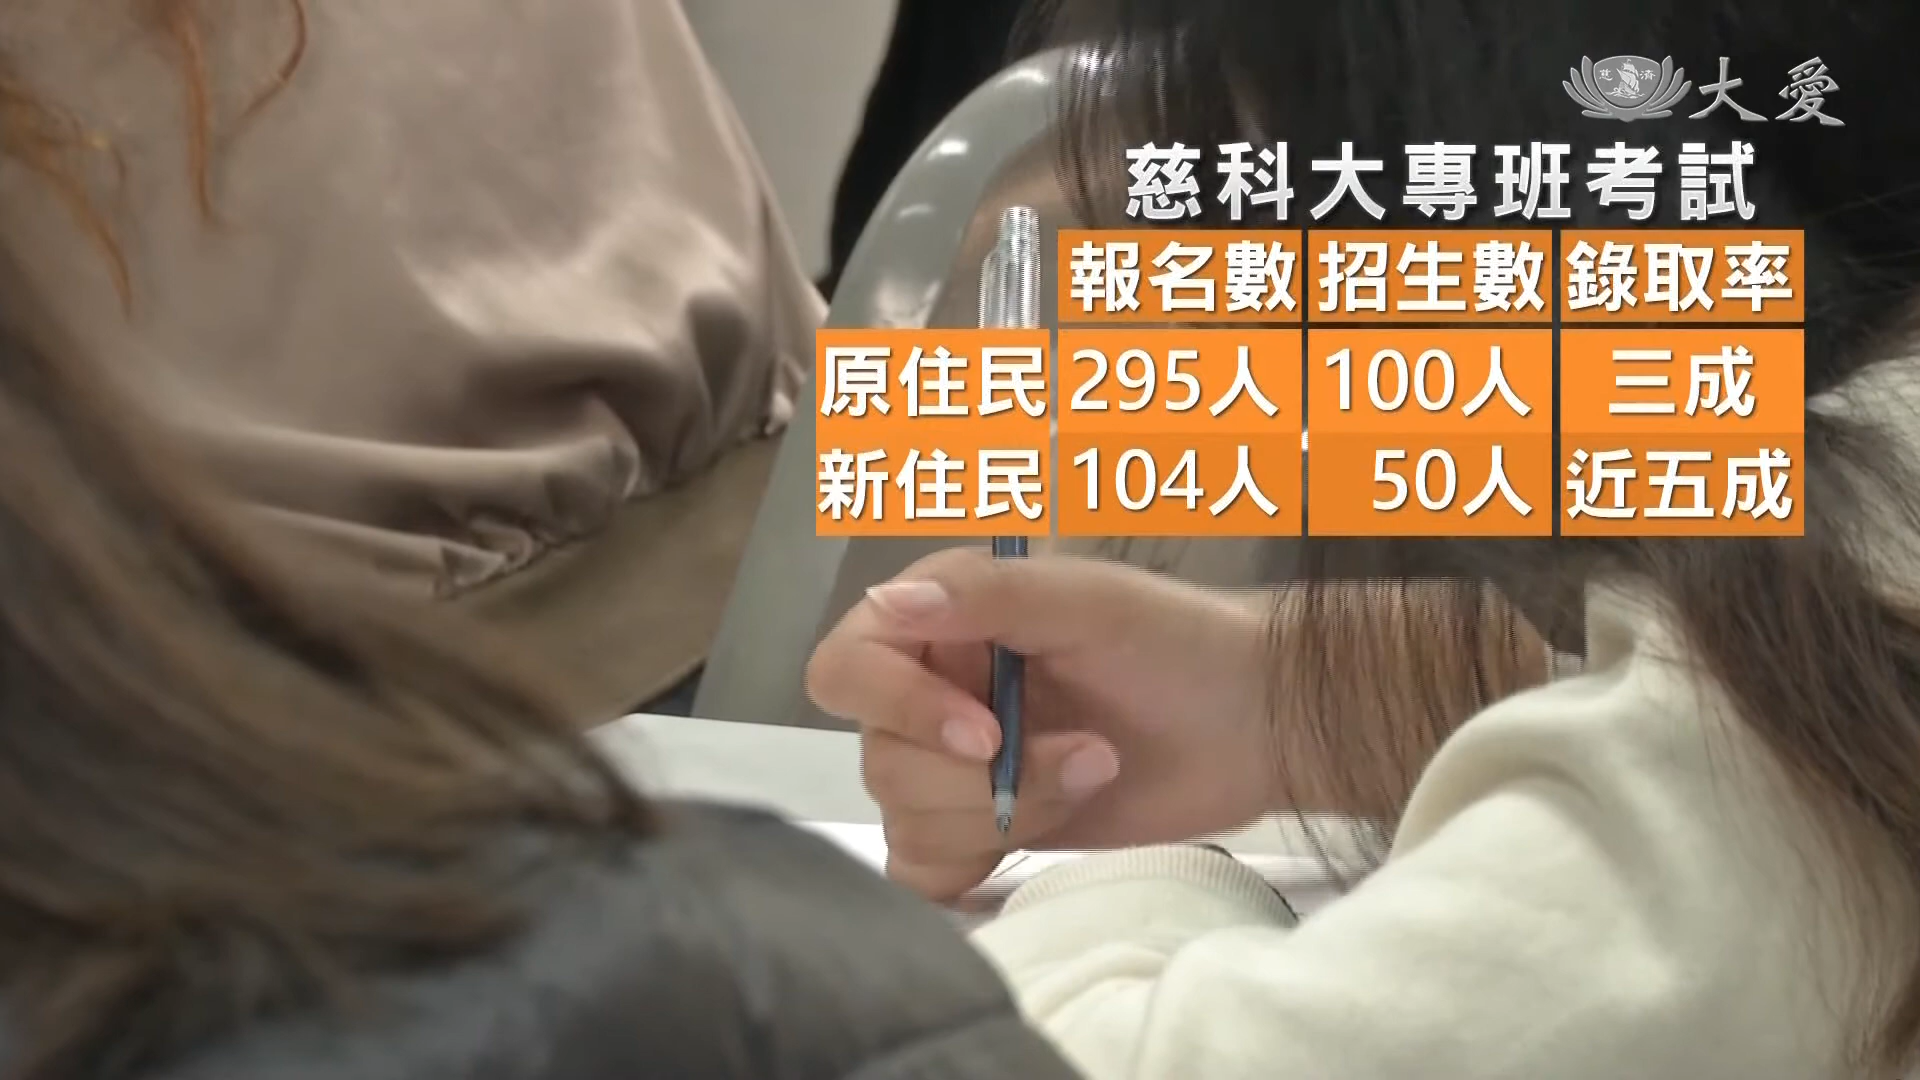 慈 濟 大愛
慈科大專班考試
報名數 招生數 錄取率
原住民 295人 100人 三成
新住民 104人 50人 近五成